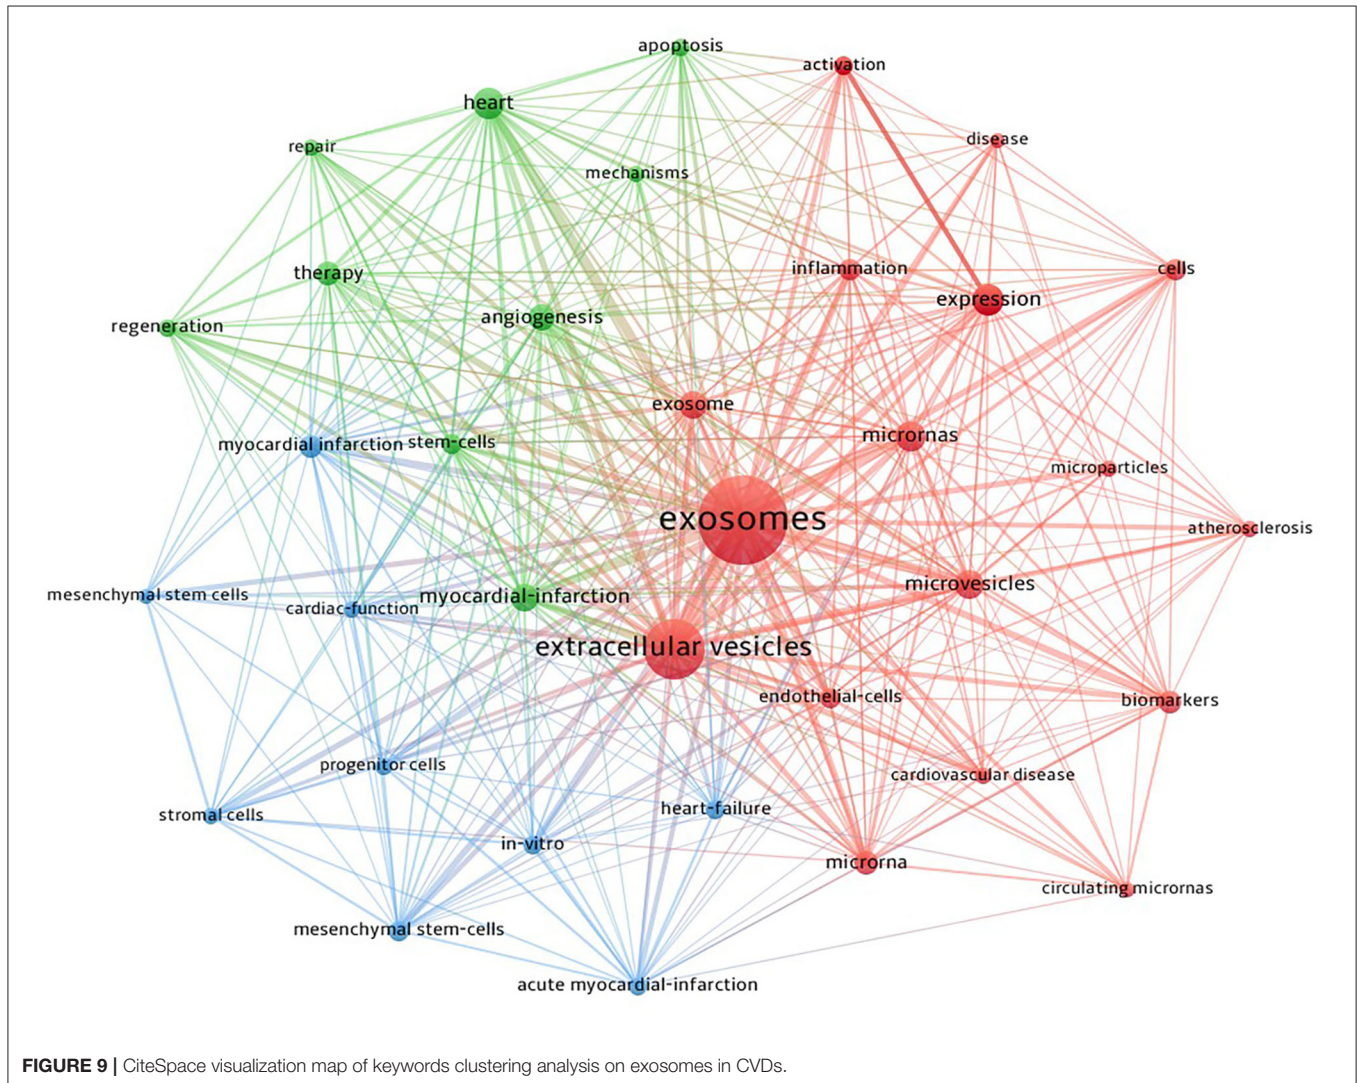 apoptosis
activation
heart
disease
repair
mechanisms
therapy
inflammation
cells
expression
regeneration
angiogenesis
exosome
micrornas
myocardial infarction
stem-cells
microparticles
exosomes
atherosclerosis
microvesicles
mesenchymal stem cells
cardiac-function
myocardial-infarction
extracellular vesicles
endothelial-cells
biomarkers
progenitor cells
cardiovascular disease
stromal cells
heart-failure
in-vitro
microrna
circulating micrornas
mesenchymal stem-cells
acute myocardial-infarction
FIGURE 9 | CiteSpace visualization map of keywords clustering analysis on exosomes in CVDs.